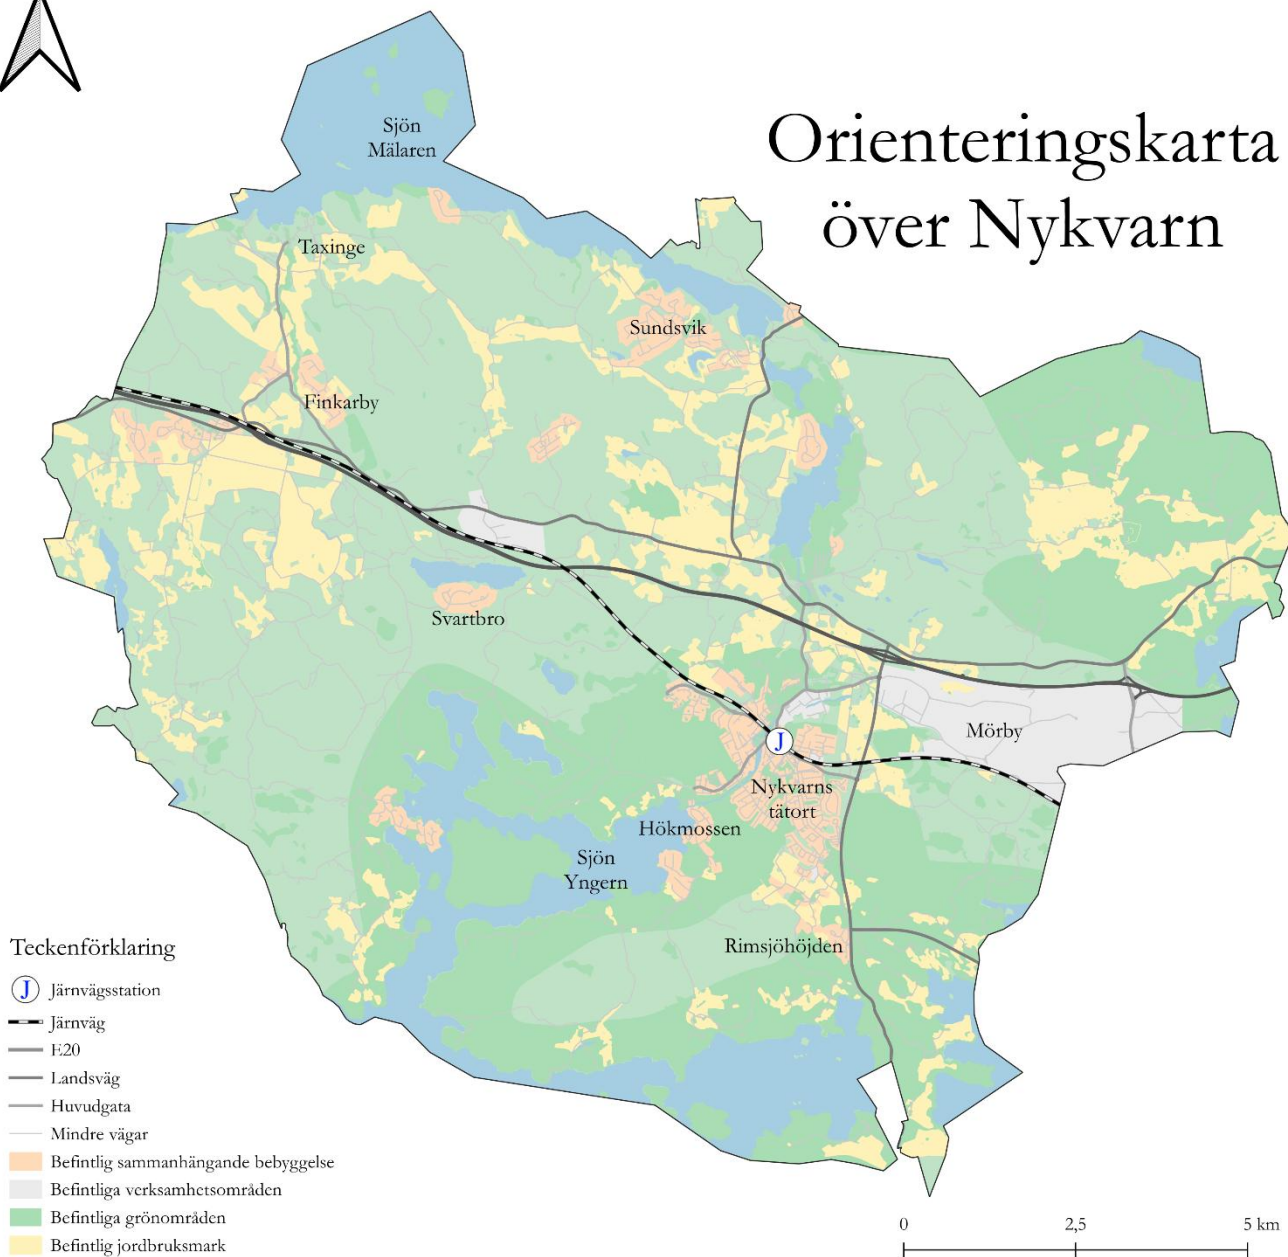 Orienteringskarta
över Nykvarn
Sjön
Mälaren
Taxinge
Sundsvik
Finkarby
Svartbro
Mörby
J
Nykvarns
tätort
Hökmossen
Sjön
Yngern
Rimsjöhöjden
Teckenförklaring
J Järnvägsstation
Järnväg
E20
Landsväg
Huvudgata
Mindre vägar
Befintlig sammanhängande bebyggelse
Befintliga verksamhetsområden
Befintliga grönområden
Befintlig jordbruksmark
0 2,5 5 km